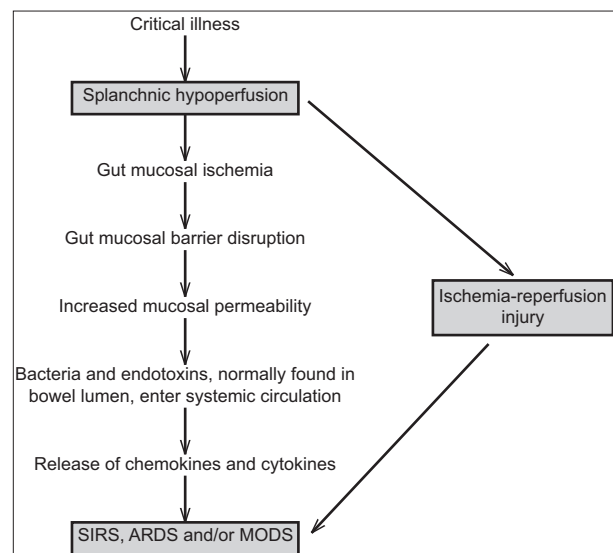 Critical illness
Splanchnic hypoperfusion
Gut mucosal ischemia
Gut mucosal barrier disruption
Increased mucosal permeability
Ischemia-reperfusion
injury
Bacteria and endotoxins, normally found in
bowel lumen, enter systemic circulation
Release of chemokines and cytokines
SIRS, ARDS and/or MODS